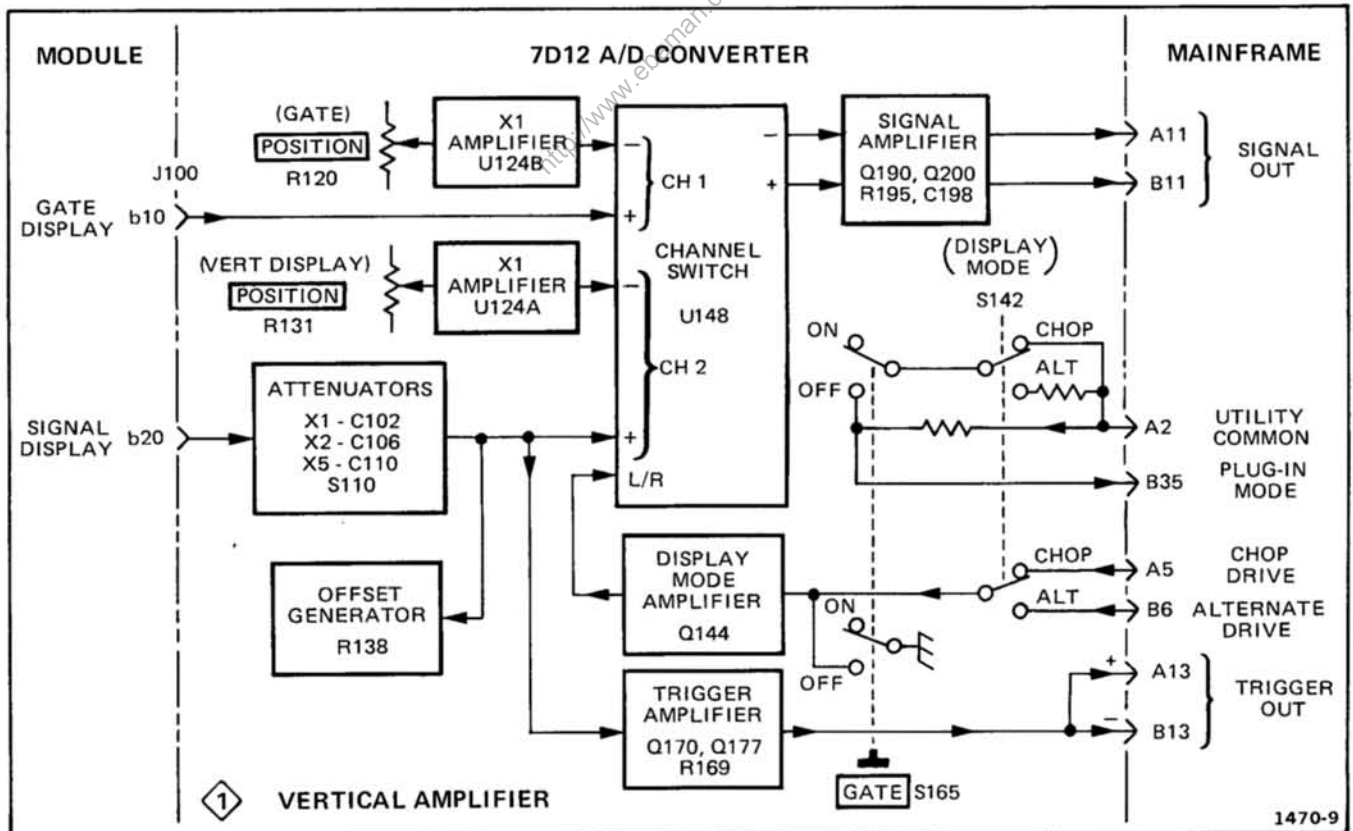 MODULE
7D12 A/D CONVERTER
MAINFRAME
(GATE)
POSITION
R120
X1
AMPLIFIER
U124B
−
CH 1
+
J100
GATE
DISPLAY
b10
(VERT DISPLAY)
POSITION
R131
X1
AMPLIFIER
U124A
−
CH 2
+
L/R
CHANNEL
SWITCH
U148
−
+
SIGNAL
AMPLIFIER
Q190, Q200
R195, C198
A11
B11
SIGNAL
OUT
(DISPLAY
MODE)
S142
ON
OFF
CHOP
ALT
A2
UTILITY
COMMON
B35
PLUG-IN
MODE
SIGNAL
DISPLAY
b20
ATTENUATORS
X1 - C102
X2 - C106
X5 - C110
S110
OFFSET
GENERATOR
R138
DISPLAY
MODE
AMPLIFIER
Q144
ON
OFF
CHOP
ALT
A5
CHOP
DRIVE
B6
ALTERNATE
DRIVE
TRIGGER
AMPLIFIER
Q170, Q177
R169
+
A13
−
B13
TRIGGER
OUT
GATE S165
1 VERTICAL AMPLIFIER
1470-9